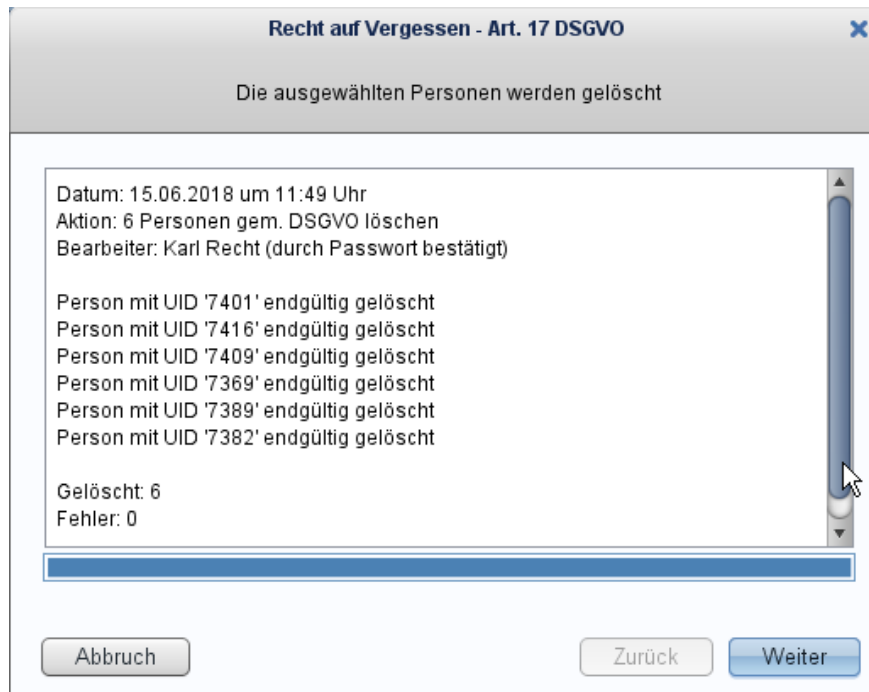 Recht auf Vergessen - Art. 17 DSGVO
Die ausgewählten Personen werden gelöscht
Datum: 15.06.2018 um 11:49 Uhr
Aktion: 6 Personen gem. DSGVO löschen
Bearbeiter: Karl Recht (durch Passwort bestätigt)
Person mit UID '7401' endgültig gelöscht
Person mit UID '7416' endgültig gelöscht
Person mit UID '7409' endgültig gelöscht
Person mit UID '7369' endgültig gelöscht
Person mit UID '7389' endgültig gelöscht
Person mit UID '7382' endgültig gelöscht
Gelöscht: 6
Fehler: 0
Abbruch
Zurück
Weiter